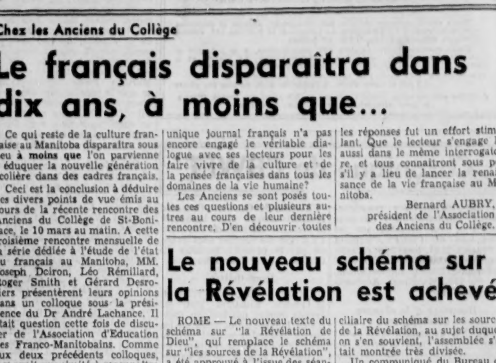 Chez les Anciens du Collège
Le français disparaîtra dans
dix ans, à moins que...
Ce qui reste de la culture fran-
aise au Manitoba disparaîtra sous
eu à moins que l'on parvienne
éduquer la nouvelle génération
colière dans des cadres français.
Ceci est la conclusion à déduire
es divers points de vue émis au
ours de la récente rencontre des
nciens du Collège de St-Boni-
ace, le 10 mars au matin. A cette
roisième rencontre mensuelle de
a série dédiée à l'étude de l'état
u français au Manitoba, MM.
oseph Dciron, Léo Rémillard,
Roger Smith et Gérard Desro-
iers présentèrent leurs opinions
ans un colloque sous la prési-
ence du Dr André Lachance. Il
tait question cette fois de discu-
er de l'Association d'Education
es Franco-Manitobains. Comme
ux deux précédents colloques,
unique journal français n'a pas
encore engagé le véritable dia-
logue avec ses lecteurs pour les
faire vivre de la culture et de
la pensée françaises dans tous les
domaines de la vie humaine?
Les Anciens se sont posés tou-
tes ces questions et plusieurs au-
tres au cours de leur dernière
rencontre. D'en découvrir toutes
les réponses fut un effort stim
lant. Que le lecteur s'engage l
aussi dans le même interrogato
re, et tous connaîtront sous p
s'il y a lieu de lancer la rena
sance de la vie française au M
nitoba.
Bernard AUBRY,
président de l'Association
des Anciens du Collège.
Le nouveau schéma sur
la Révélation est achevé
ROME — Le nouveau texte du
schéma sur "la Révélation de
Dieu", qui remplace le schéma
sur "les sources de la Révélation",
ciliaire du schéma sur les sourc
de la Révélation, au sujet duque
on s'en souvient, l'assemblée s'
tait montrée très divisée.